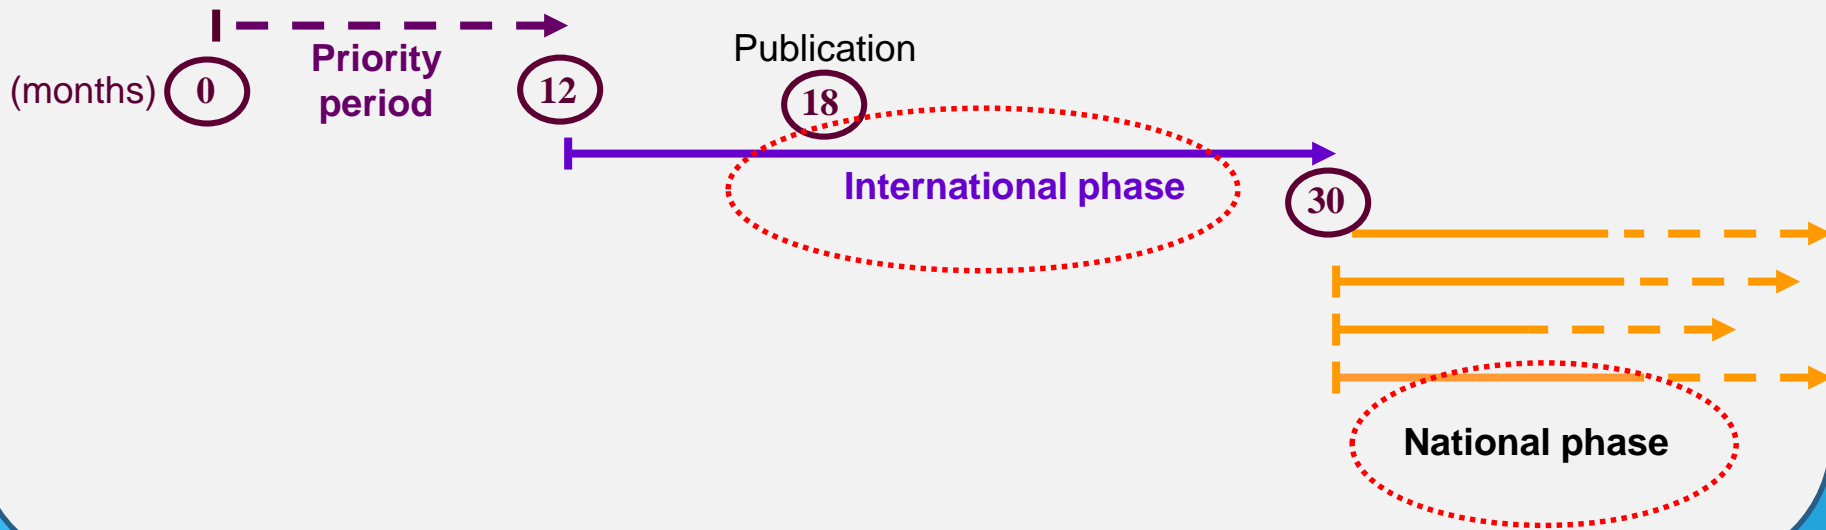 Priority
period
Publication
(months)
0
12
18
International phase
30
National phase